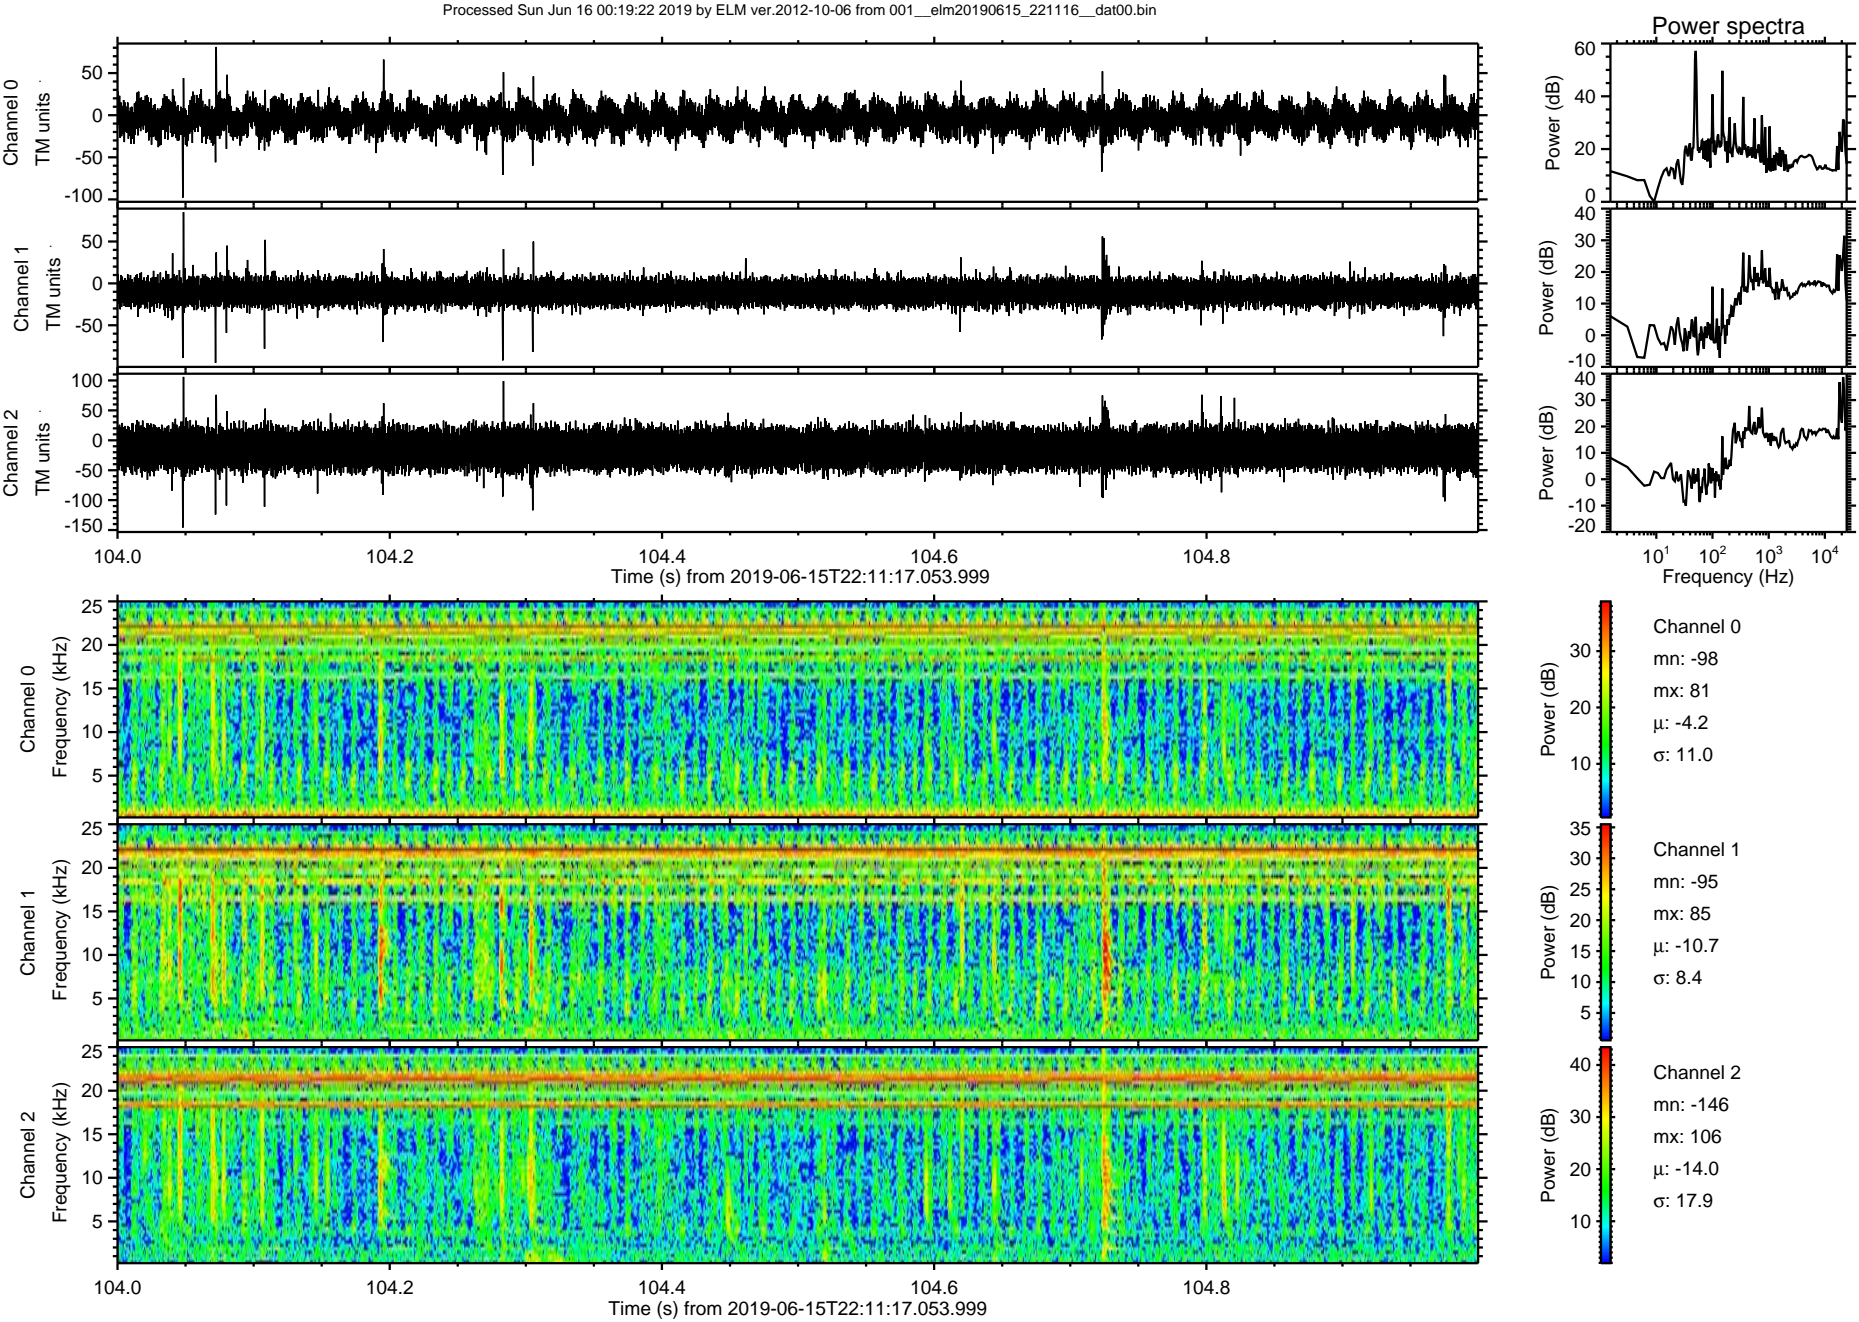 Processed Sun Jun 16 00:19:22 2019 by ELM ver.2012-10-06 from 001__elm20190615_221116__dat00.bin
Power spectra
Channel 0
TM units
50
0
-50
-100
Power (dB)
60
40
20
0
Channel 1
TM units
50
0
-50
Power (dB)
40
30
20
10
0
-10
Channel 2
TM units
100
50
0
-50
-100
-150
Power (dB)
40
30
20
10
0
-10
-20
104.0 104.2 104.4 104.6 104.8
Time (s) from 2019-06-15T22:11:17.053.999
10¹ 10² 10³ 10⁴
Frequency (Hz)
Channel 0
Frequency (kHz)
25
20
15
10
5
Power (dB)
30
20
10
Channel 0
mn: -98
mx: 81
μ: -4.2
σ: 11.0
Channel 1
Frequency (kHz)
25
20
15
10
5
Power (dB)
35
30
25
20
15
10
5
Channel 1
mn: -95
mx: 85
μ: -10.7
σ: 8.4
Channel 2
Frequency (kHz)
25
20
15
10
5
Power (dB)
40
30
20
10
Channel 2
mn: -146
mx: 106
μ: -14.0
σ: 17.9
104.0 104.2 104.4 104.6 104.8
Time (s) from 2019-06-15T22:11:17.053.999